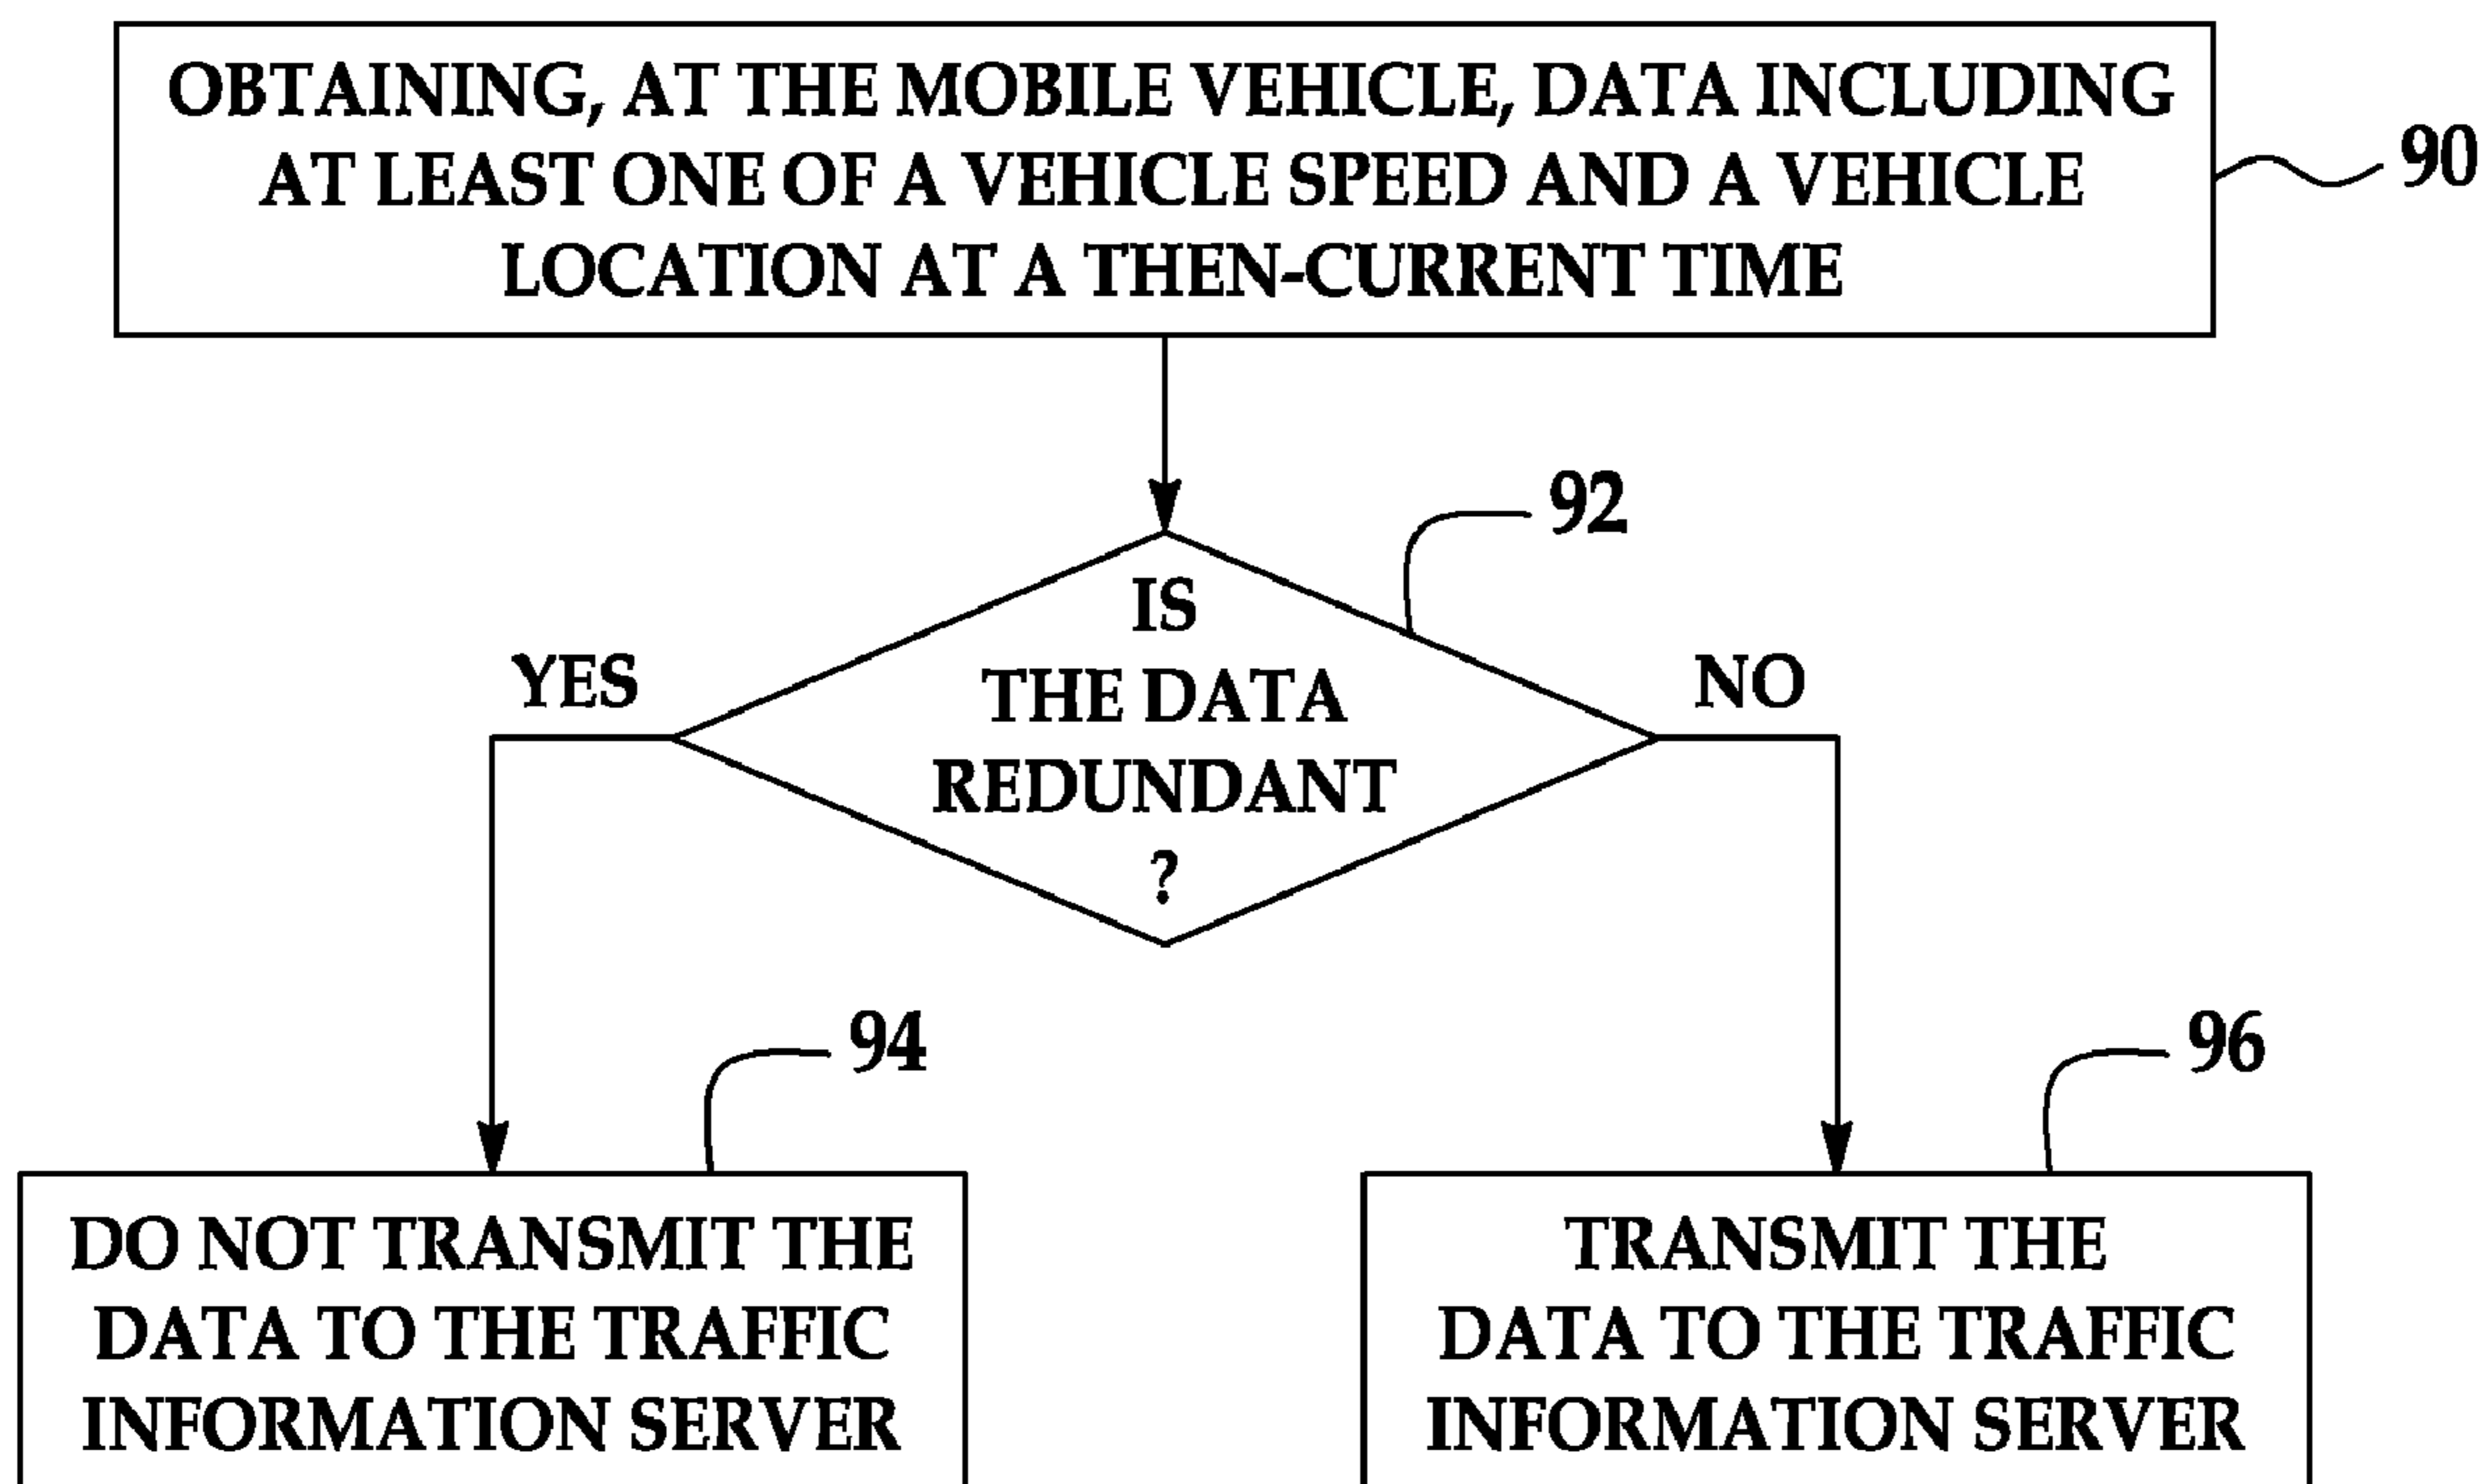 OBTAINING, AT THE MOBILE VEHICLE, DATA INCLUDING
AT LEAST ONE OF A VEHICLE SPEED AND A VEHICLE
LOCATION AT A THEN-CURRENT TIME
90
92
IS
THE DATA
REDUNDANT
?
YES
NO
94
96
DO NOT TRANSMIT THE
DATA TO THE TRAFFIC
INFORMATION SERVER
TRANSMIT THE
DATA TO THE TRAFFIC
INFORMATION SERVER